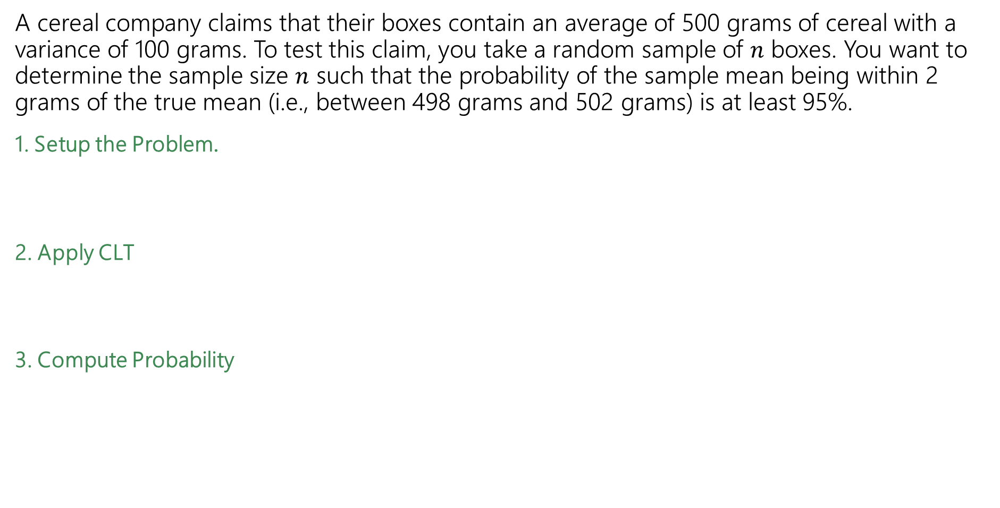 A cereal company claims that their boxes contain an average of 500 grams of cereal with a
variance of 100 grams. To test this claim, you take a random sample of n boxes. You want to
determine the sample size n such that the probability of the sample mean being within 2
grams of the true mean (i.e., between 498 grams and 502 grams) is at least 95%.
1. Setup the Problem.
2. Apply CLT
3. Compute Probability